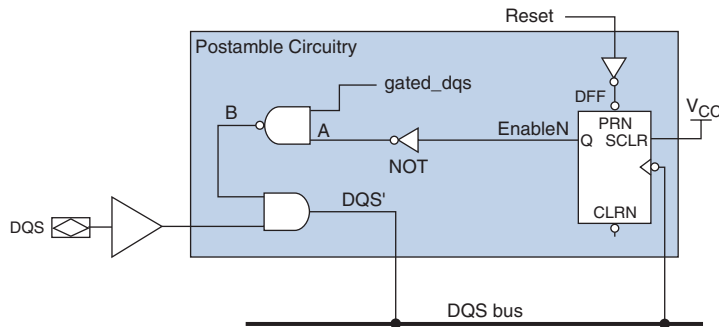 Reset
Postamble Circuitry
gated_dqs
DFF
B
VCC
A
EnableN
PRN
Q
SCLR
NOT
DQS'
CLRN
DQS
DQS bus